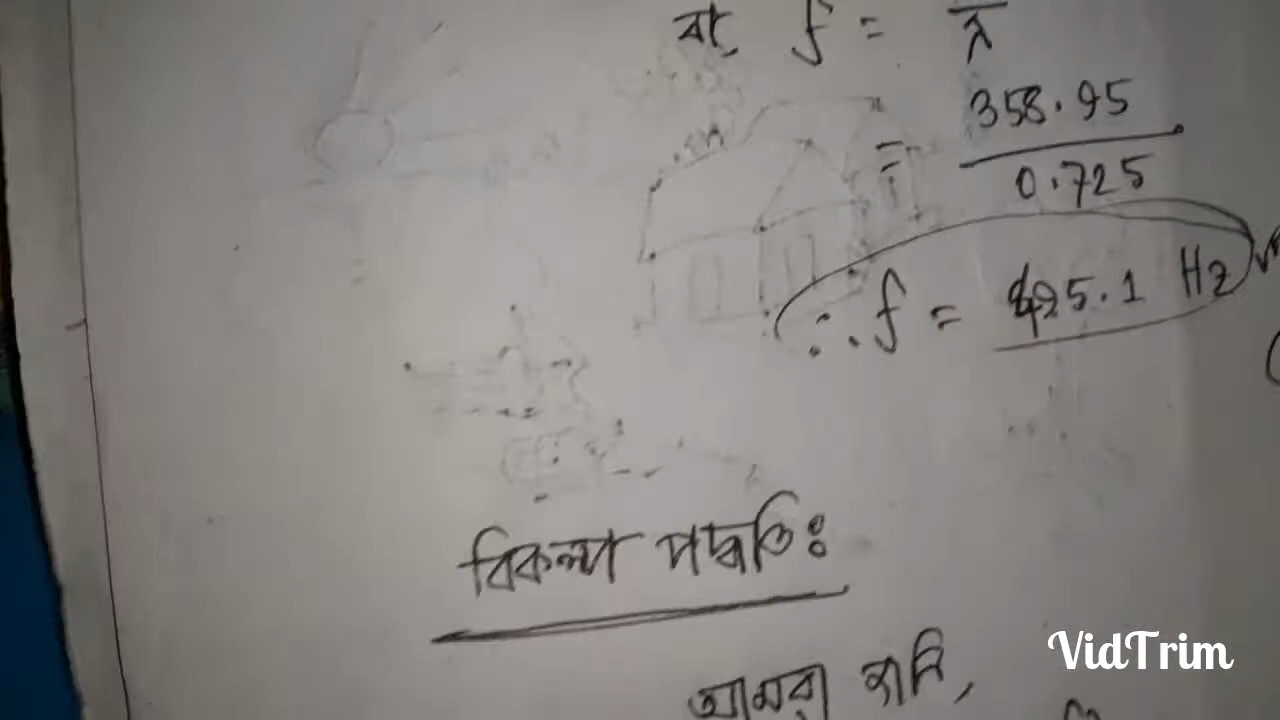 বা, f = / λ
= 358.95 / 0.725
∴ f = 495.1 Hz
বিকল্প পদ্ধতিঃ
আমরা জানি,
VidTrim